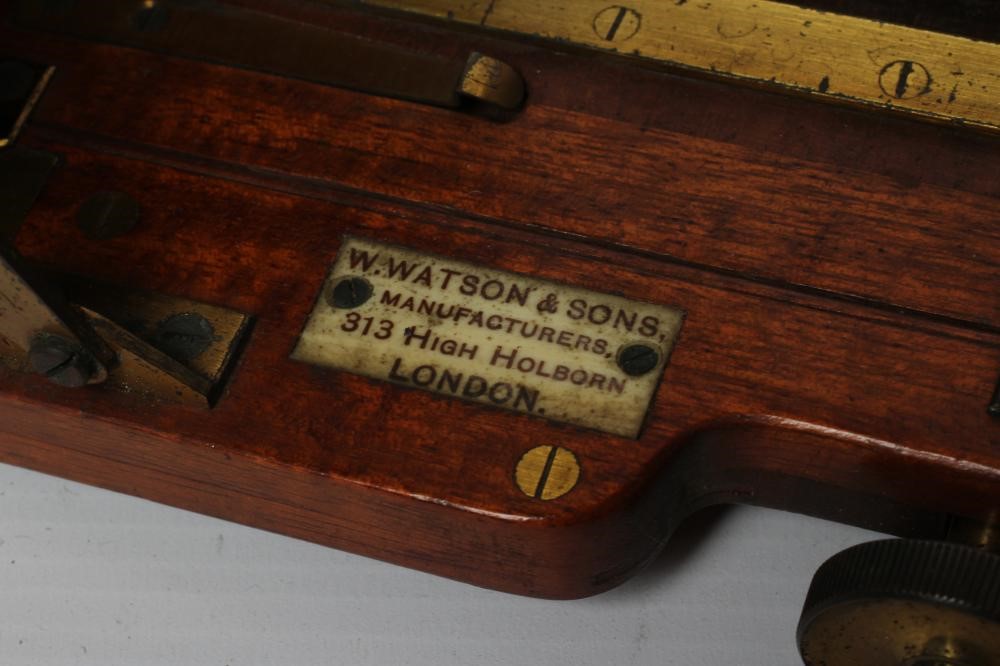 W. WATSON & SONS,
MANUFACTURERS,
313 HIGH HOLBORN
LONDON.